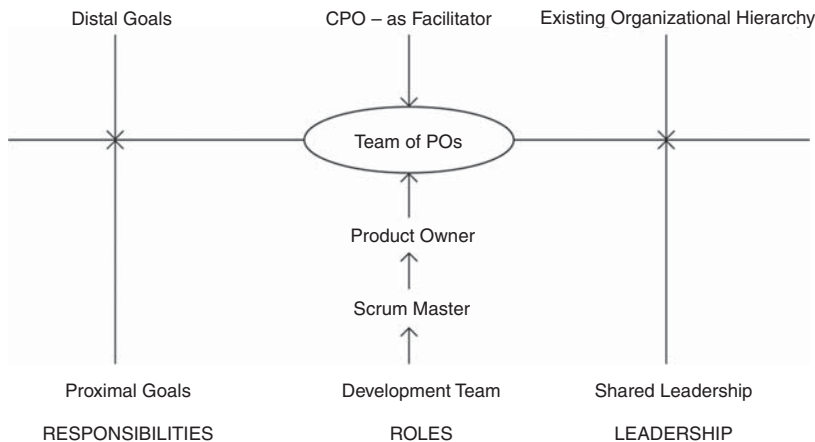 Distal Goals CPO – as Facilitator Existing Organizational Hierarchy
Team of POs
Product Owner
Scrum Master
Proximal Goals Development Team Shared Leadership
RESPONSIBILITIES ROLES LEADERSHIP